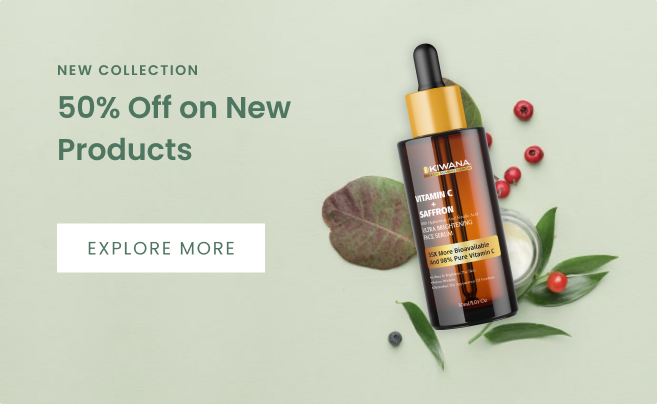 NEW COLLECTION
50% Off on New
Products
EXPLORE MORE
KIWANA
VITAMIN C
+
SAFFRON
ULTRA BRIGHTENING
FACE SERUM
55X More Bioavailable
And 98% Pure Vitamin C